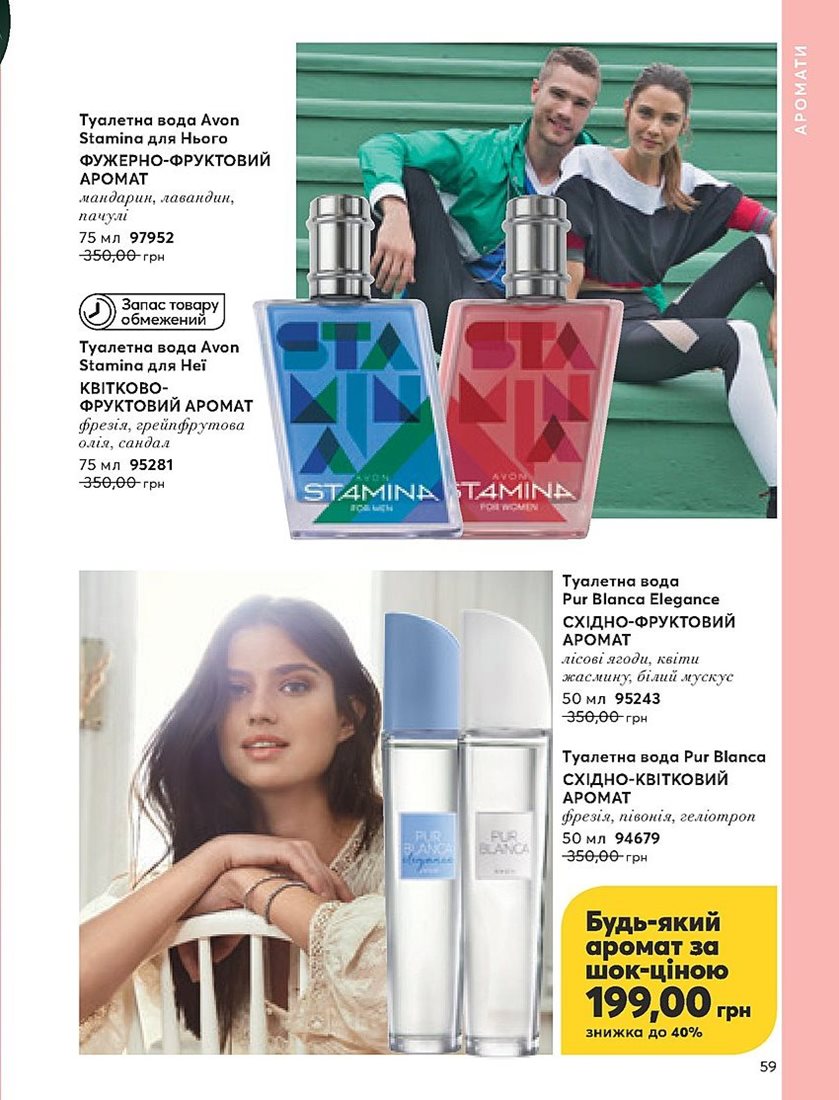 АРОМАТИ
Туалетна вода Avon
Stamina для Нього
ФУЖЕРНО-ФРУКТОВИЙ
АРОМАТ
мандарин, лавандин,
пачулі
75 мл 97952
350,00 грн
Запас товару
обмежений
Туалетна вода Avon
Stamina для Неї
КВІТКОВО-
ФРУКТОВИЙ АРОМАТ
фрезія, грейпфрутова
олія, сандал
75 мл 95281
350,00 грн
STA
MIN
A
AVON
STAMINA
FOR MEN
STA
MIN
A
AVON
STAMINA
FOR WOMEN
Туалетна вода
Pur Blanca Elegance
СХІДНО-ФРУКТОВИЙ
АРОМАТ
лісові ягоди, квіти
жасмину, білий мускус
50 мл 95243
350,00 грн
Туалетна вода Pur Blanca
СХІДНО-КВІТКОВИЙ
АРОМАТ
фрезія, півонія, геліотроп
50 мл 94679
350,00 грн
PUR
BLANCA
elegance
AVON
PUR
BLANCA
AVON
Будь-який
аромат за
шок-ціною
199,00 грн
знижка до 40%
59